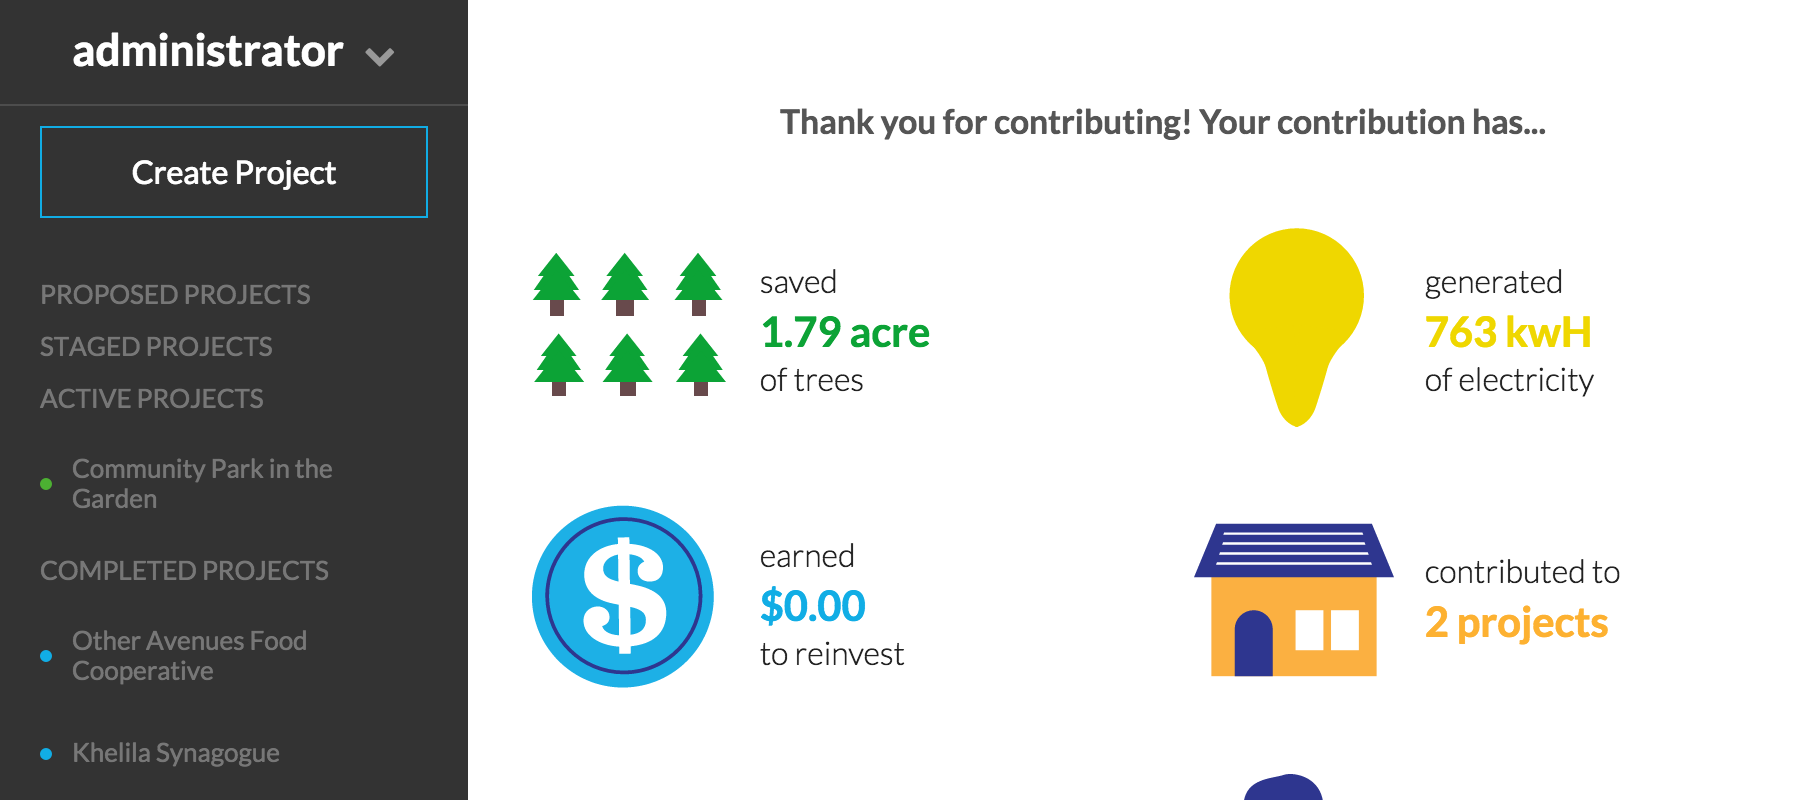 administrator
Create Project
PROPOSED PROJECTS
STAGED PROJECTS
ACTIVE PROJECTS
Community Park in the
Garden
COMPLETED PROJECTS
Other Avenues Food
Cooperative
Khelila Synagogue
Thank you for contributing! Your contribution has...
saved
1.79 acre
of trees
generated
763 kwH
of electricity
$
earned
$0.00
to reinvest
contributed to
2 projects